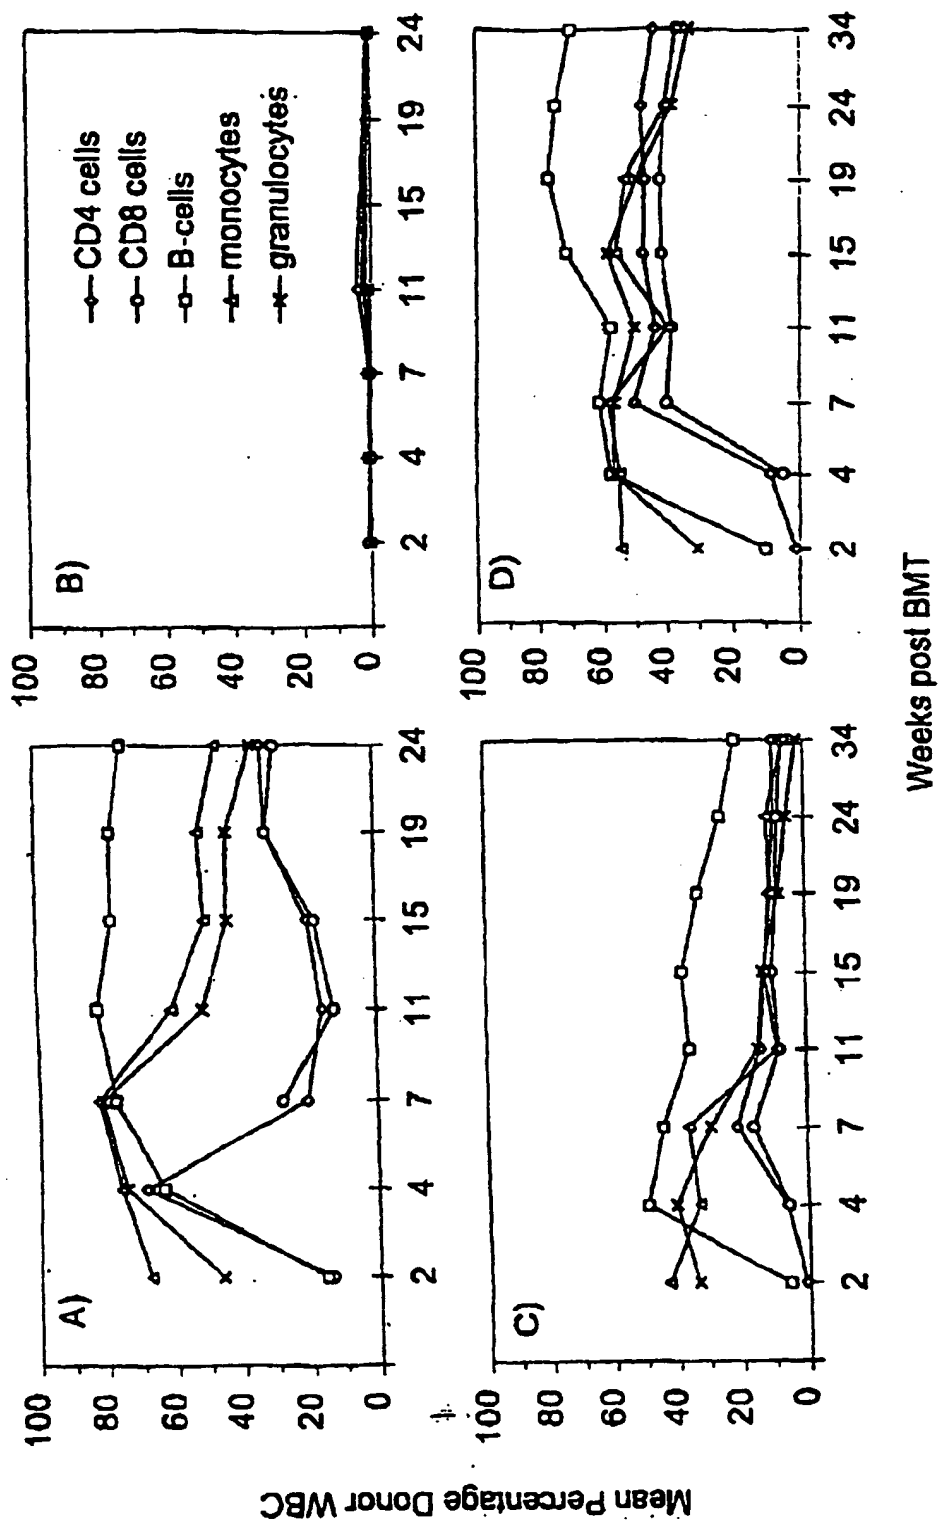 Mean Percentage Donor WBC
A)
100
80
60
40
20
0
2 4 7 11 15 19 24
B)
100
80
60
40
20
0
2 4 7 11 15 19 24
CD4 cells
CD8 cells
B-cells
monocytes
granulocytes
C)
100
80
60
40
20
0
2 4 7 11 15 19 24 34
D)
100
80
60
40
20
0
2 4 7 11 15 19 24 34
Weeks post BMT